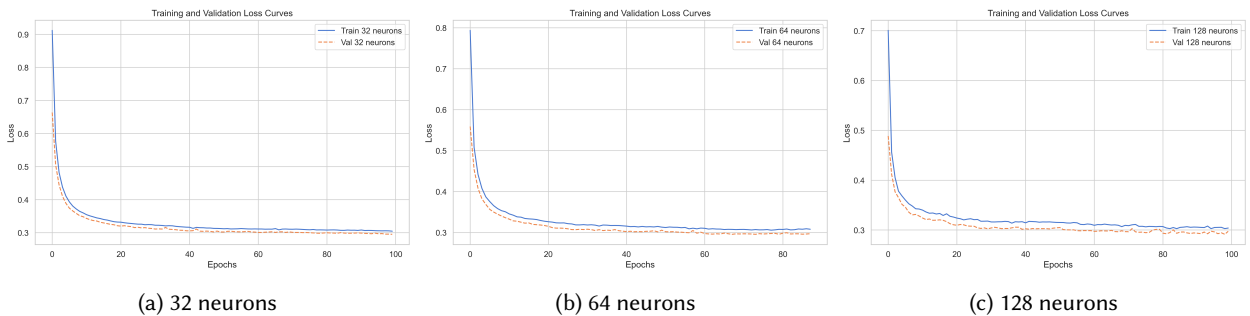 Training and Validation Loss Curves
Train 32 neurons
Val 32 neurons
Loss
0.9
0.8
0.7
0.6
0.5
0.4
0.3
0 20 40 60 80 100
Epochs
(a) 32 neurons
Training and Validation Loss Curves
Train 64 neurons
Val 64 neurons
Loss
0.8
0.7
0.6
0.5
0.4
0.3
0 20 40 60 80
Epochs
(b) 64 neurons
Training and Validation Loss Curves
Train 128 neurons
Val 128 neurons
Loss
0.7
0.6
0.5
0.4
0.3
0 20 40 60 80 100
Epochs
(c) 128 neurons